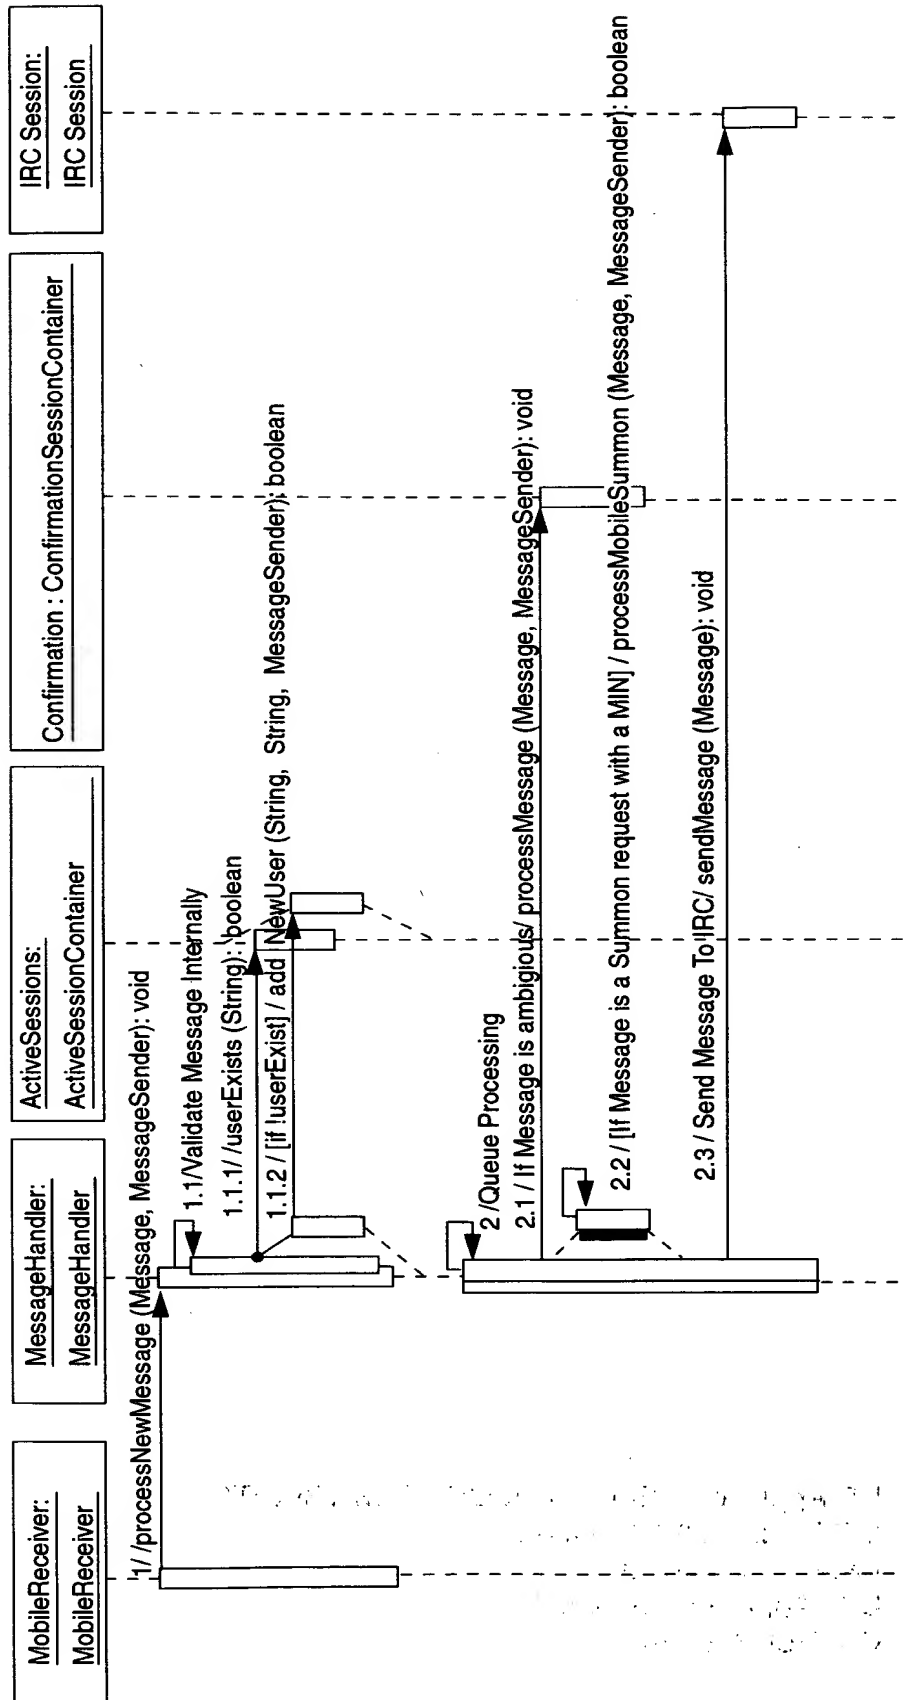 MobileReceiver:
MobileReceiver
MessageHandler:
MessageHandler
ActiveSessions:
ActiveSessionContainer
Confirmation : ConfirmationSessionContainer
IRC Session:
IRC Session
1/ /processNewMessage (Message, MessageSender): void
1.1/Validate Message Internally
1.1.1/ /userExists (String): boolean
1.1.2 / [if !userExist] / add NewUser (String, String, MessageSender): boolean
2 /Queue Processing
2.1 / If Message is ambigious/ processMessage (Message, MessageSender): void
2.2 / [If Message is a Summon request with a MIN] / processMobileSummon (Message, MessageSender): boolean
2.3 / Send Message To IRC/ sendMessage (Message): void